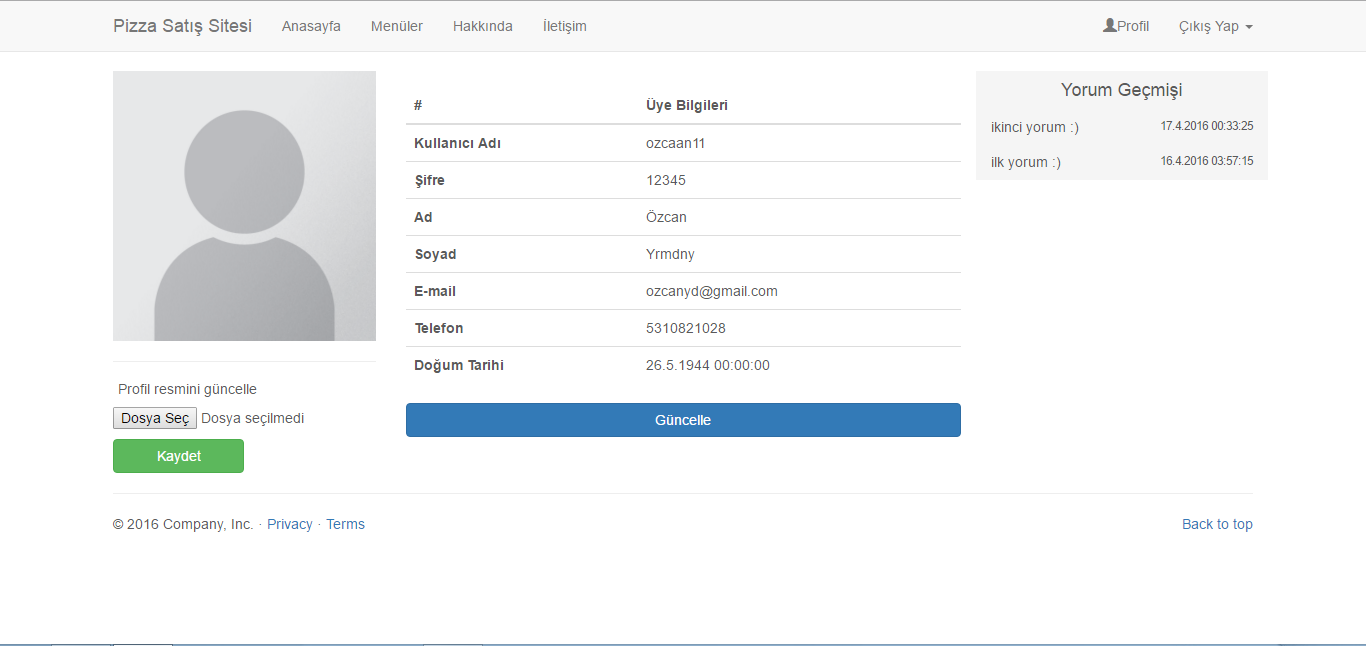 Pizza Satış Sitesi Anasayfa Menüler Hakkında İletişim Profil Çıkış Yap
# Üye Bilgileri
Kullanıcı Adı ozcaan11
Şifre 12345
Ad Özcan
Soyad Yrmdny
E-mail ozcanyd@gmail.com
Telefon 5310821028
Doğum Tarihi 26.5.1944 00:00:00
Güncelle
Yorum Geçmişi
ikinci yorum :) 17.4.2016 00:33:25
ilk yorum :) 16.4.2016 03:57:15
Profil resmini güncelle
Dosya Seç Dosya seçilmedi
Kaydet
© 2016 Company, Inc. · Privacy · Terms Back to top